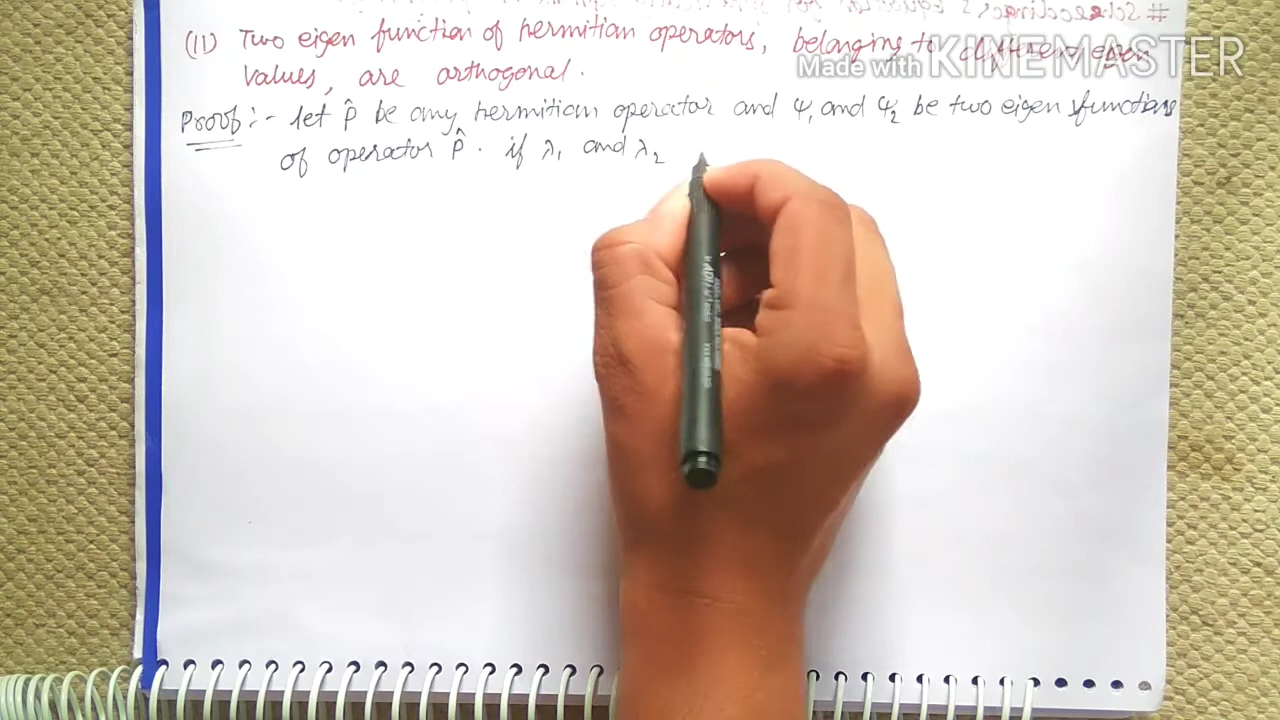 (11) Two eigen function of hermitian operators, belonging to different eigen
values, are orthogonal.
Made with KINEMASTER
Proof :- let P̂ be any hermitian operator and ψ₁ and ψ₂ be two eigen functions
of operator P̂. if λ₁ and λ₂